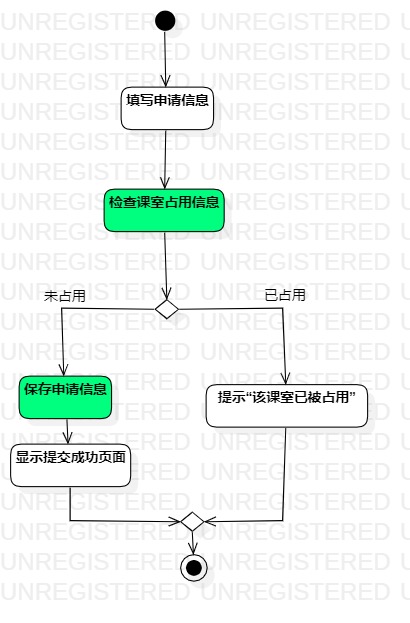 填写申请信息
检查课室占用信息
未占用
已占用
保存申请信息
提示“该课室已被占用”
显示提交成功页面
UNREGISTERED